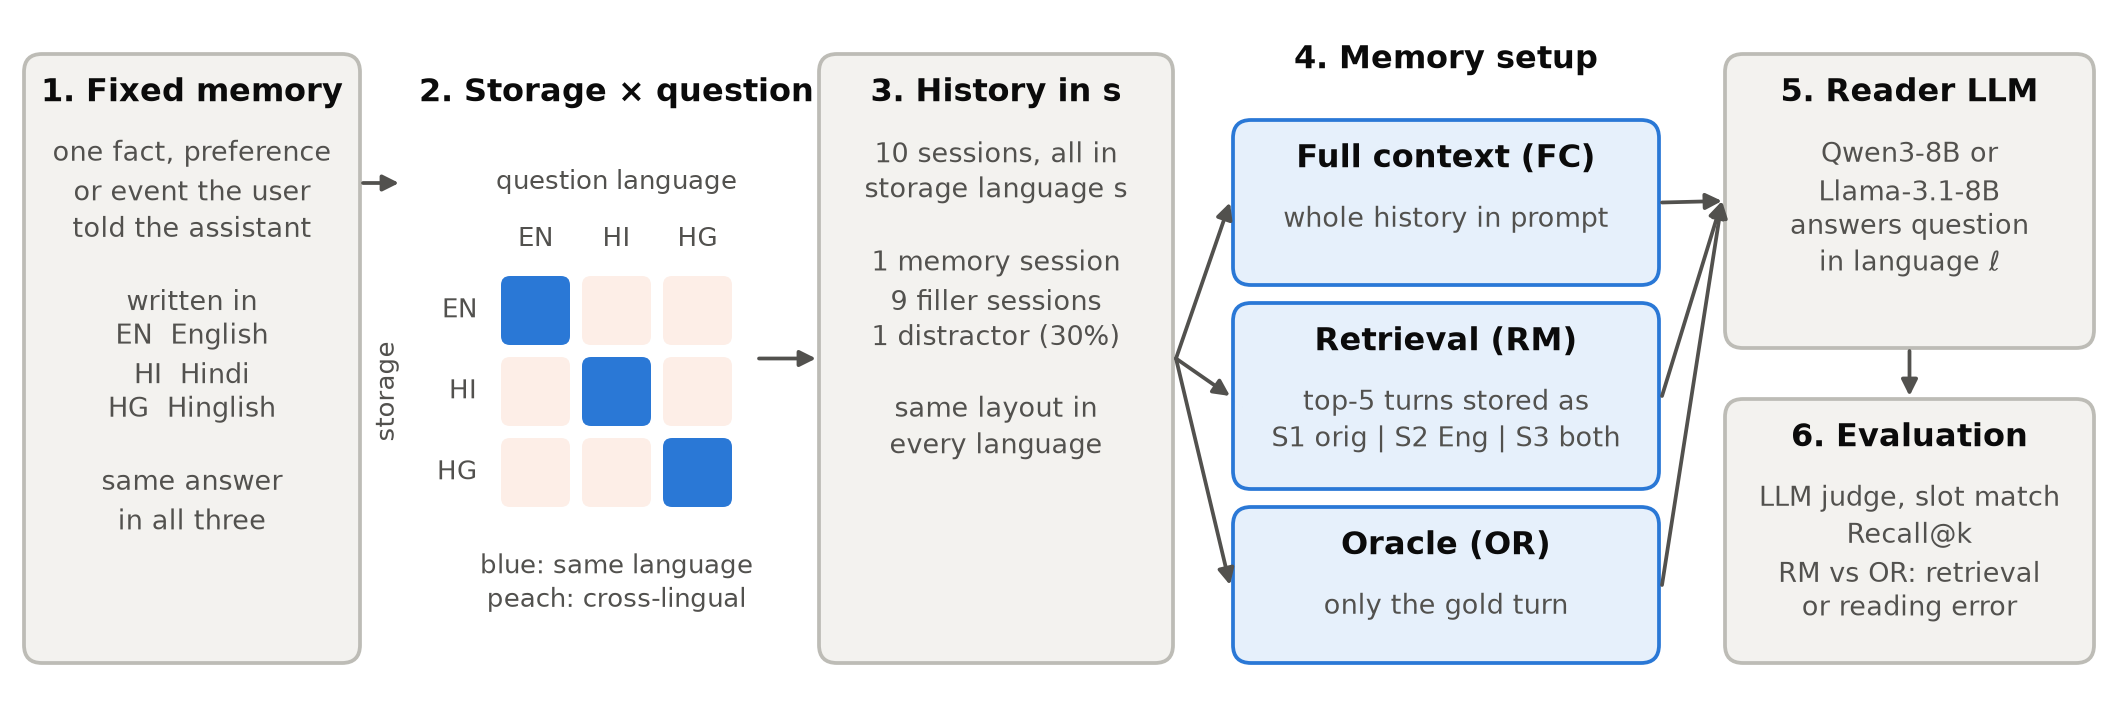 1. Fixed memory
one fact, preference
or event the user
told the assistant
written in
EN English
HI Hindi
HG Hinglish
same answer
in all three
2. Storage × question
question language
EN HI HG
EN
HI
HG
storage
blue: same language
peach: cross-lingual
3. History in s
10 sessions, all in
storage language s
1 memory session
9 filler sessions
1 distractor (30%)
same layout in
every language
4. Memory setup
Full context (FC)
whole history in prompt
Retrieval (RM)
top-5 turns stored as
S1 orig | S2 Eng | S3 both
Oracle (OR)
only the gold turn
5. Reader LLM
Qwen3-8B or
Llama-3.1-8B
answers question
in language ℓ
6. Evaluation
LLM judge, slot match
Recall@k
RM vs OR: retrieval
or reading error